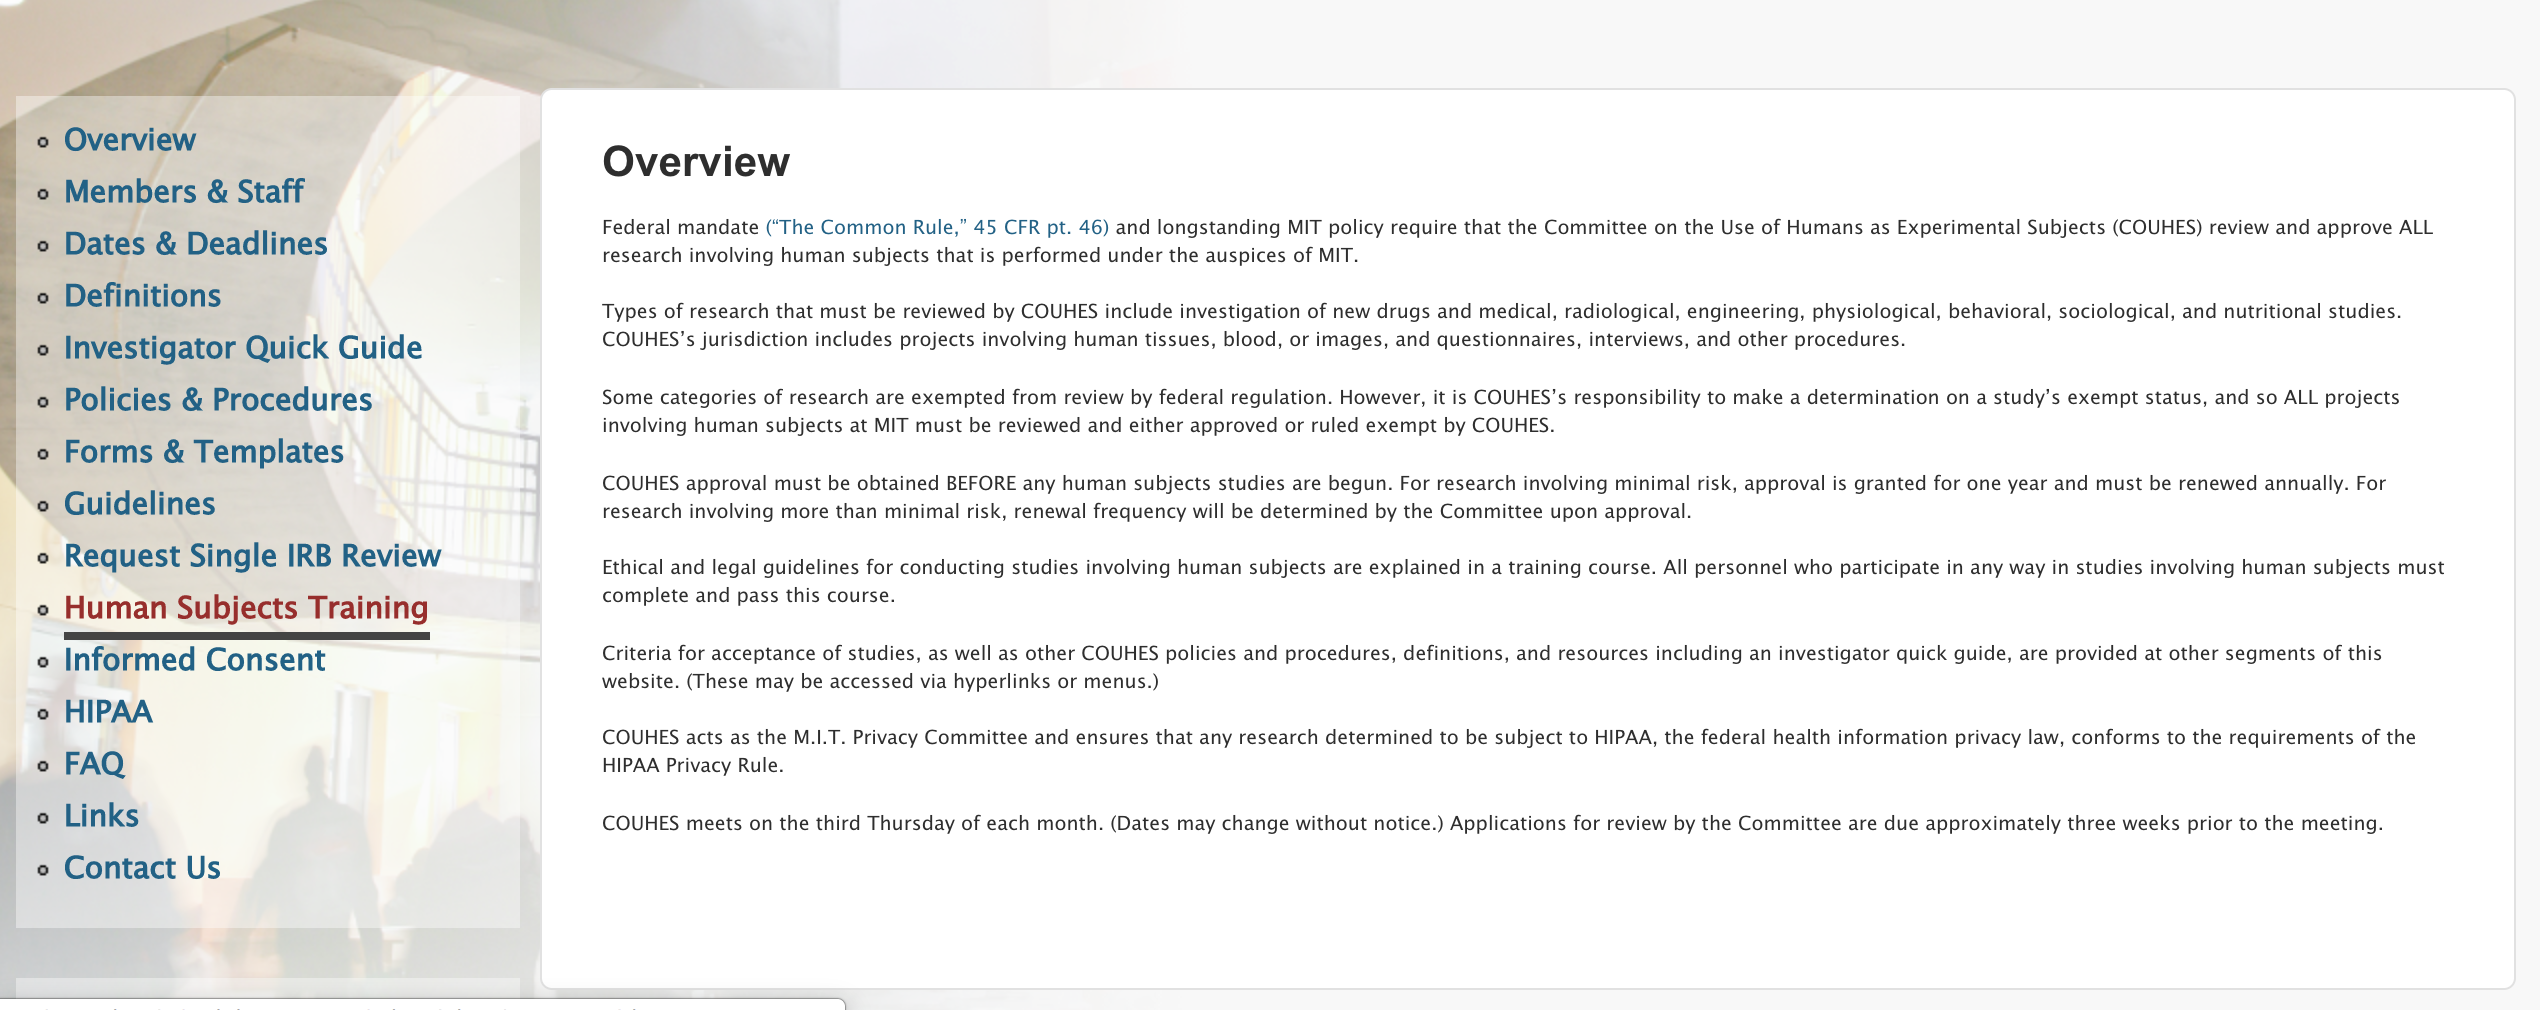 Overview
Members & Staff
Dates & Deadlines
Definitions
Investigator Quick Guide
Policies & Procedures
Forms & Templates
Guidelines
Request Single IRB Review
Human Subjects Training
Informed Consent
HIPAA
FAQ
Links
Contact Us
Overview
Federal mandate (“The Common Rule,” 45 CFR pt. 46) and longstanding MIT policy require that the Committee on the Use of Humans as Experimental Subjects (COUHES) review and approve ALL
research involving human subjects that is performed under the auspices of MIT.
Types of research that must be reviewed by COUHES include investigation of new drugs and medical, radiological, engineering, physiological, behavioral, sociological, and nutritional studies.
COUHES’s jurisdiction includes projects involving human tissues, blood, or images, and questionnaires, interviews, and other procedures.
Some categories of research are exempted from review by federal regulation. However, it is COUHES’s responsibility to make a determination on a study’s exempt status, and so ALL projects
involving human subjects at MIT must be reviewed and either approved or ruled exempt by COUHES.
COUHES approval must be obtained BEFORE any human subjects studies are begun. For research involving minimal risk, approval is granted for one year and must be renewed annually. For
research involving more than minimal risk, renewal frequency will be determined by the Committee upon approval.
Ethical and legal guidelines for conducting studies involving human subjects are explained in a training course. All personnel who participate in any way in studies involving human subjects must
complete and pass this course.
Criteria for acceptance of studies, as well as other COUHES policies and procedures, definitions, and resources including an investigator quick guide, are provided at other segments of this
website. (These may be accessed via hyperlinks or menus.)
COUHES acts as the M.I.T. Privacy Committee and ensures that any research determined to be subject to HIPAA, the federal health information privacy law, conforms to the requirements of the
HIPAA Privacy Rule.
COUHES meets on the third Thursday of each month. (Dates may change without notice.) Applications for review by the Committee are due approximately three weeks prior to the meeting.